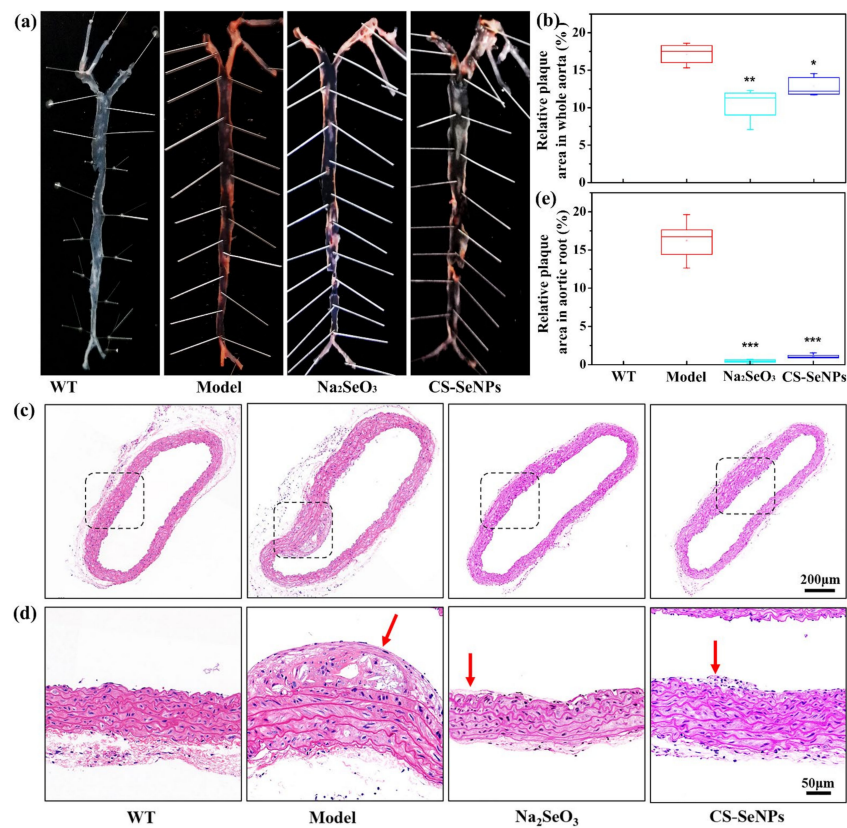 (a)
WT
Model
Na₂SeO₃
CS-SeNPs
(b)
Relative plaque
area in whole aorta (%)
20
15
10
5
0
**
*
(e)
Relative plaque
area in aortic root (%)
20
15
10
5
0
***
***
WT
Model
Na₂SeO₃
CS-SeNPs
(c)
200μm
(d)
50μm
WT
Model
Na₂SeO₃
CS-SeNPs